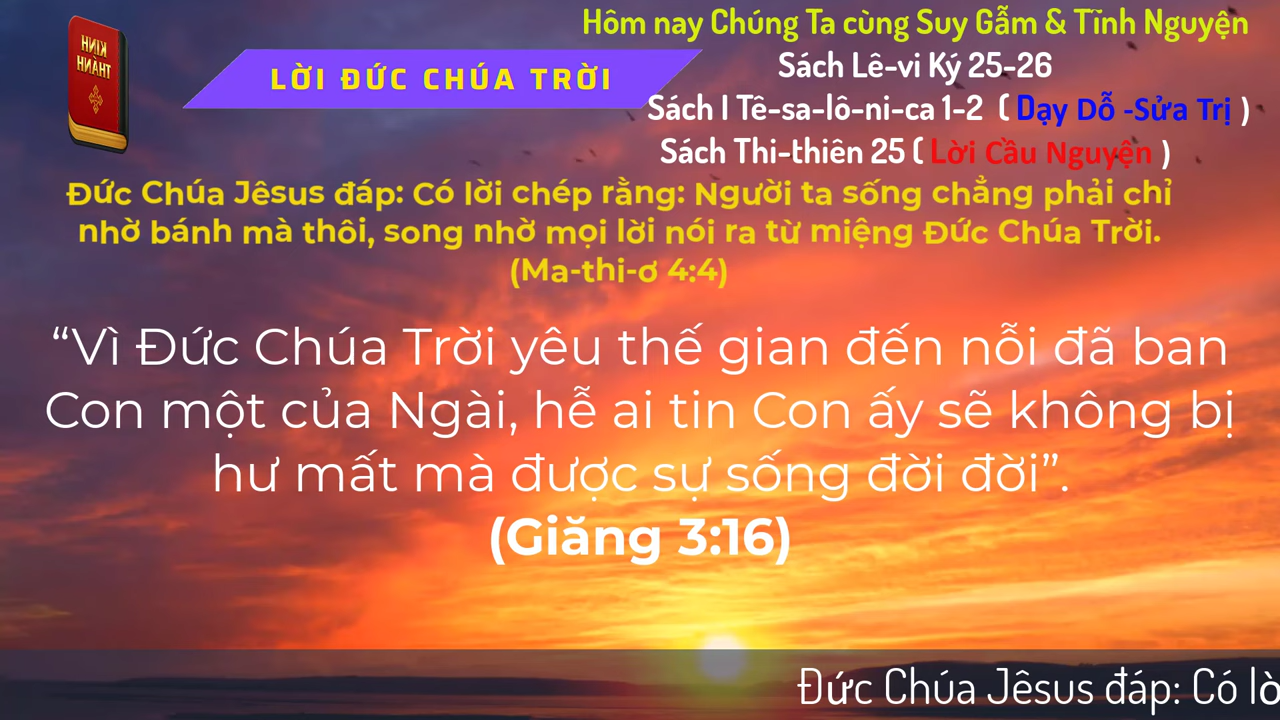 KINH
THÁNH
LỜI ĐỨC CHÚA TRỜI
Hôm nay Chúng Ta cùng Suy Gẫm & Tĩnh Nguyện
Sách Lê-vi Ký 25-26
Sách I Tê-sa-lô-ni-ca 1-2 ( Dạy Dỗ -Sửa Trị )
Sách Thi-thiên 25 ( Lời Cầu Nguyện )
Đức Chúa Jêsus đáp: Có lời chép rằng: Người ta sống chẳng phải chỉ
nhờ bánh mà thôi, song nhờ mọi lời nói ra từ miệng Đức Chúa Trời.
(Ma-thi-ơ 4:4)
“Vì Đức Chúa Trời yêu thế gian đến nỗi đã ban
Con một của Ngài, hễ ai tin Con ấy sẽ không bị
hư mất mà được sự sống đời đời”.
(Giăng 3:16)
Đức Chúa Jêsus đáp: Có lờ